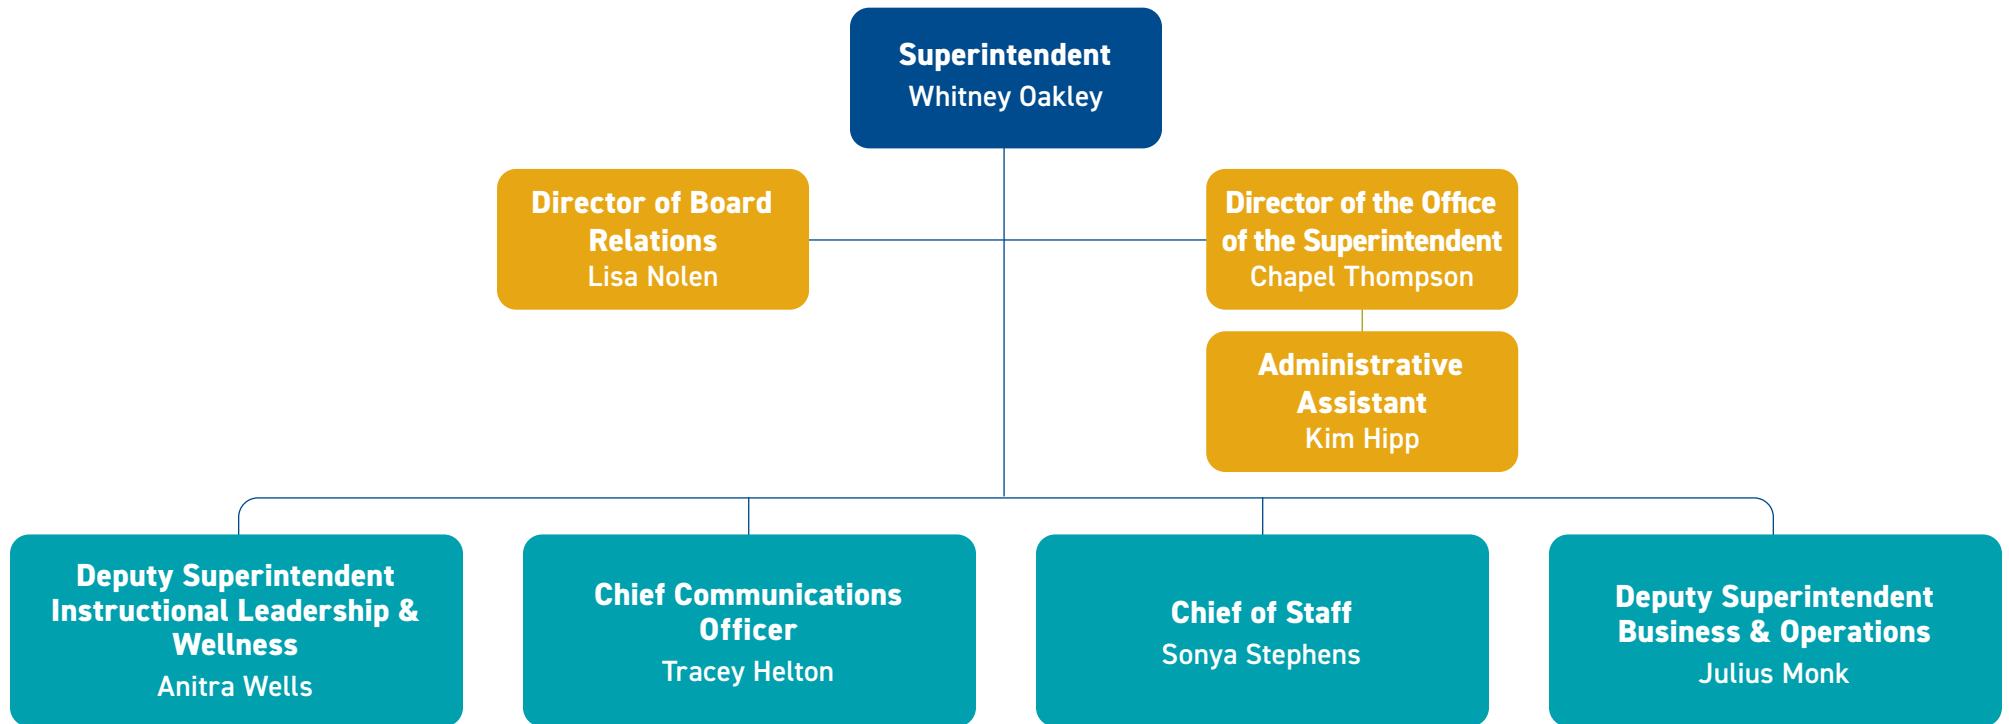 Superintendent
Whitney Oakley
Director of Board
Relations
Lisa Nolen
Director of the Office
of the Superintendent
Chapel Thompson
Administrative
Assistant
Kim Hipp
Deputy Superintendent
Instructional Leadership &
Wellness
Anitra Wells
Chief Communications
Officer
Tracey Helton
Chief of Staff
Sonya Stephens
Deputy Superintendent
Business & Operations
Julius Monk